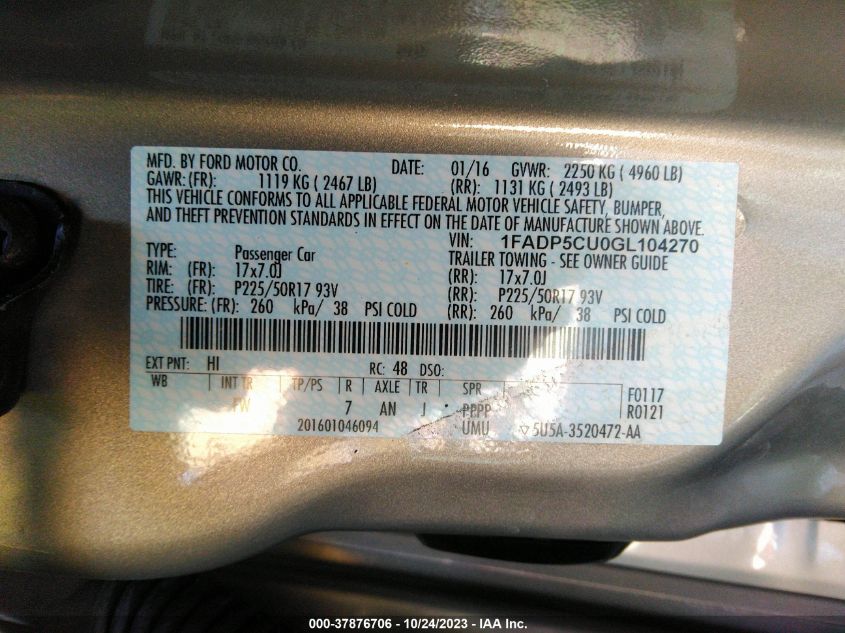 MFD. BY FORD MOTOR CO. DATE: 01/16 GVWR: 2250 KG ( 4960 LB)
GAWR:(FR): 1119 KG ( 2467 LB) (RR): 1131 KG ( 2493 LB)
THIS VEHICLE CONFORMS TO ALL APPLICABLE FEDERAL MOTOR VEHICLE SAFETY, BUMPER,
AND THEFT PREVENTION STANDARDS IN EFFECT ON THE DATE OF MANUFACTURE SHOWN ABOVE.
VIN: 1FADP5CU0GL104270
TYPE: Passenger Car TRAILER TOWING - SEE OWNER GUIDE
RIM: (FR): 17x7.0J (RR): 17x7.0J
TIRE: (FR): P225/50R17 93V (RR): P225/50R17 93V
PRESSURE: (FR): 260 kPa/ 38 PSI COLD (RR): 260 kPa/ 38 PSI COLD
EXT PNT: HI RC: 48 DSO:
WB INT TR TP/PS R AXLE TR SPR F0117
FW 7 AN J PPPP R0121
201601046094 UMU 5U5A-3520472-AA
000-37876706 - 10/24/2023 - IAA Inc.